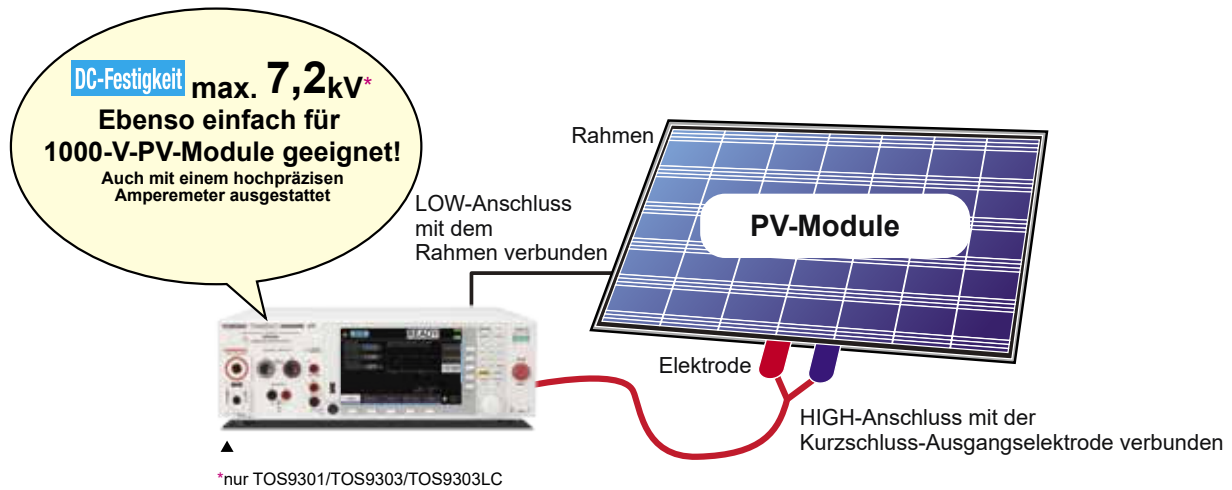 DC-Festigkeit max. 7,2kV*
Ebenso einfach für
1000-V-PV-Module geeignet!
Auch mit einem hochpräzisen
Amperemeter ausgestattet
Rahmen
LOW-Anschluss
mit dem
Rahmen verbunden
PV-Module
READY
Elektrode
HIGH-Anschluss mit der
Kurzschluss-Ausgangselektrode verbunden
▲
*nur TOS9301/TOS9303/TOS9303LC